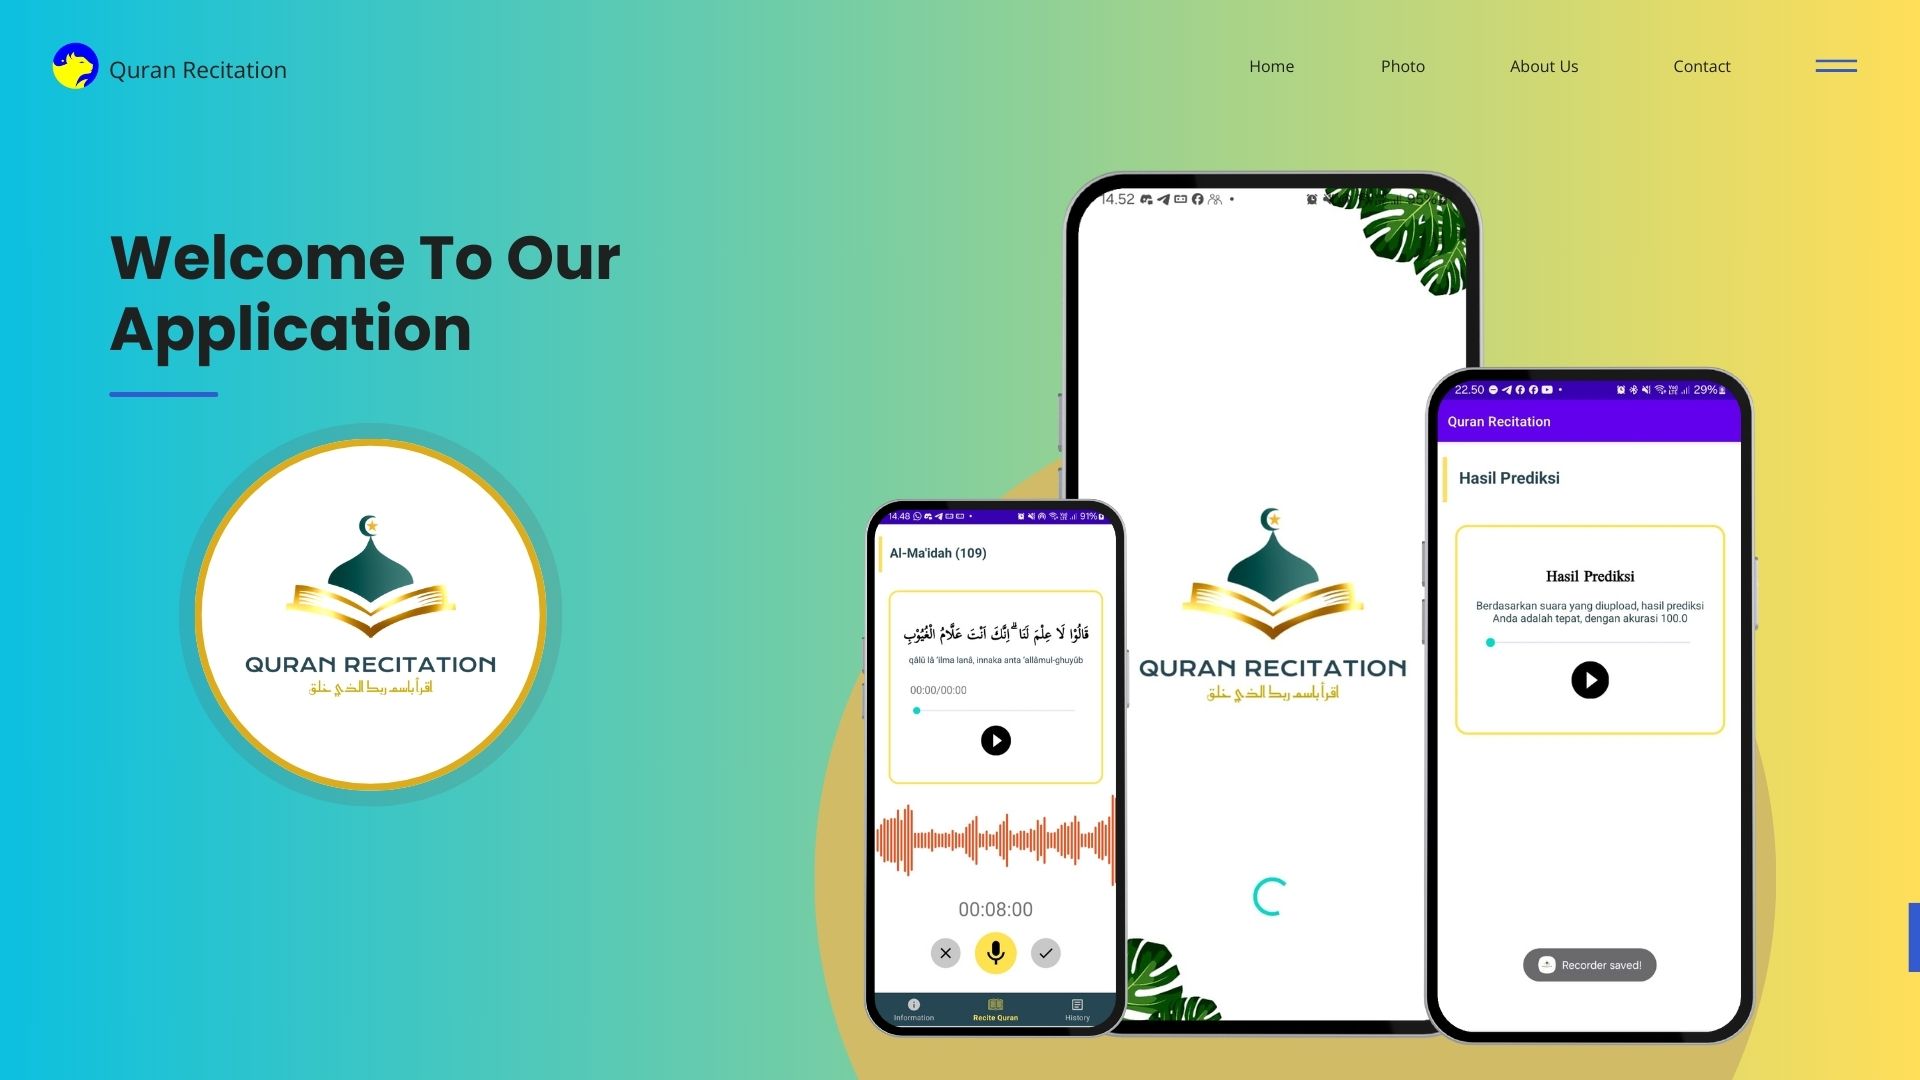 Quran Recitation
Home
Photo
About Us
Contact
Welcome To Our
Application
QURAN RECITATION
اقرأ باسم ربك الذي خلق
14.48
91%
Al-Ma'idah (109)
قَالُوْا لَا عِلْمَ لَنَا ۗاِنَّكَ اَنْتَ عَلَّامُ الْغُيُوْبِ
qālū lā 'ilma lanā, innaka anta 'allāmul-ghuyūb
00:00/00:00
00:08:00
Information
Recite Quran
History
14.52
95%
QURAN RECITATION
اقرأ باسم ربك الذي خلق
22.50
29%
Quran Recitation
Hasil Prediksi
Hasil Prediksi
Berdasarkan suara yang diupload, hasil prediksi
Anda adalah tepat, dengan akurasi 100.0
Recorder saved!